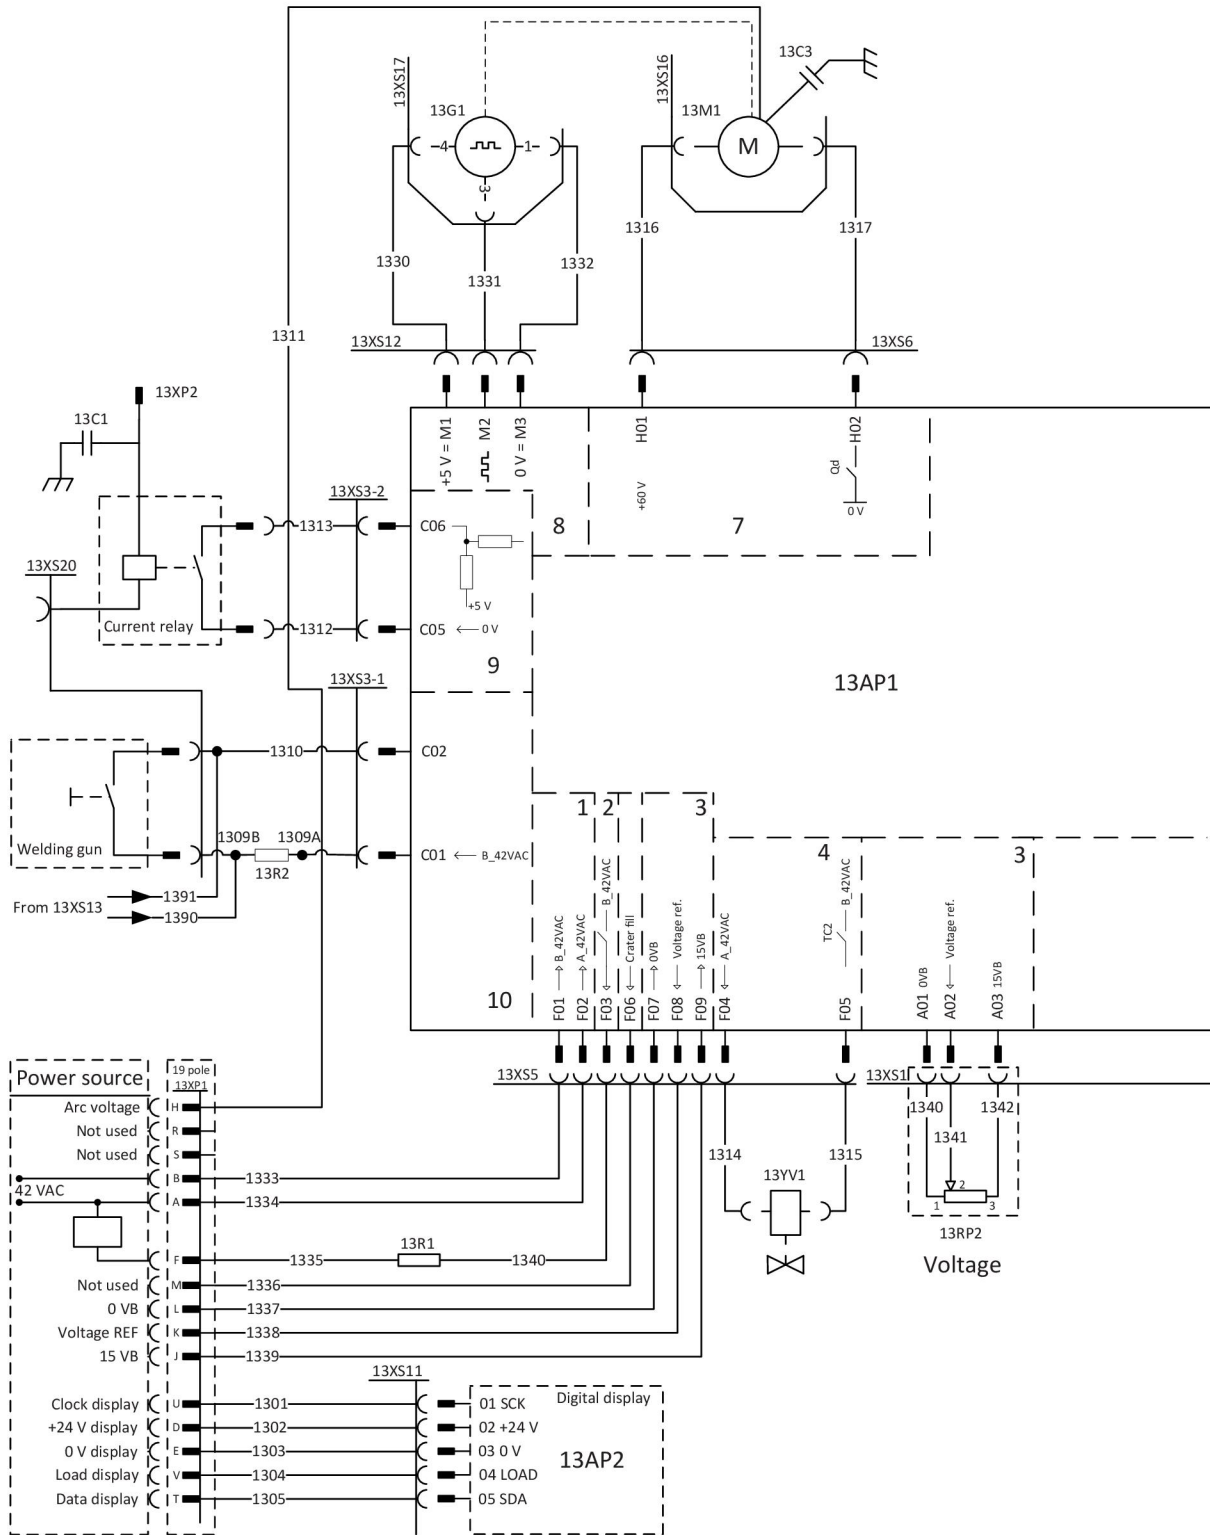 13C3
13XS17
13XS16
13G1
13M1
4
1
3
M
1316
1317
1330
1331
1332
1311
13XS12
13XS6
13XP2
13C1
+5 V = M1
M2
0 V = M3
H01
H02
+60 V
Qd
0 V
13XS3-2
1313
C06
8
7
13XS20
+5 V
Current relay
1312
C05
0 V
9
13XS3-1
13AP1
1310
C02
1
2
3
Welding gun
1309B
1309A
13R2
C01
B_42VAC
4
3
From 13XS13
1391
1390
10
F01
B_42VAC
F02
A_42VAC
F03
B_42VAC
F06
Crater fill
F07
0VB
F08
Voltage ref.
F09
15VB
F04
A_42VAC
F05
TC2
B_42VAC
A01 0VB
A02
Voltage ref.
A03 15VB
13XS5
13XS1
Power source
19 pole
13XP1
Arc voltage
H
Not used
R
Not used
S
B
1333
42 VAC
A
1334
1340
1341
1342
1314
13YV1
1315
2
1
3
13RP2
Voltage
F
1335
13R1
1340
Not used
M
1336
0 VB
L
1337
Voltage REF
K
1338
15 VB
J
1339
13XS11
Clock display
U
1301
01 SCK
Digital display
+24 V display
D
1302
02 +24 V
0 V display
E
1303
03 0 V
13AP2
Load display
V
1304
04 LOAD
Data display
T
1305
05 SDA